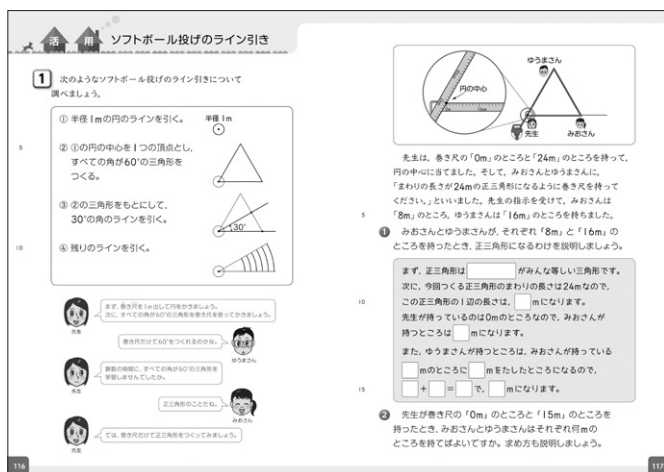 活 用 ソフトボール投げのライン引き
1 次のようなソフトボール投げのライン引きについて
調べましょう。
① 半径1mの円のラインを引く。
半径1m
5
② ①の円の中心を1つの頂点とし、
すべての角が60°の三角形を
つくる。
③ ②の三角形をもとにして、
30°の角のラインを引く。
30°
10
④ 残りのラインを引く。
まず、巻き尺を1m出して円をかきましょう。
次に、すべての角が60°の三角形を巻き尺を使ってかきましょう。
先生
巻き尺だけで60°をつくれるのかな。
ゆうまさん
算数の時間に、すべての角が60°の三角形を
学習しませんでしたか。
先生
正三角形のことだね。
みおさん
では、巻き尺だけで正三角形をつくってみましょう。
先生
116
ゆうまさん
円の中心
先生
みおさん
先生は、巻き尺の「0m」のところと「24m」のところを持って、
円の中心に当てました。そして、みおさんとゆうまさんに、
「まわりの長さが24mの正三角形になるように巻き尺を持って
ください。」といいました。先生の指示を受けて、みおさんは
5
「8m」のところ、ゆうまさんは「16m」のところを持ちました。
1 みおさんとゆうまさんが、それぞれ「8m」と「16m」の
ところを持ったとき、正三角形になるわけを説明しましょう。
まず、正三角形は がみんな等しい三角形です。
次に、今回つくる正三角形のまわりの長さは24mなので、
10
この正三角形の1辺の長さは、 mになります。
先生が持っているのは0mのところなので、みおさんが
持つところは mになります。
また、ゆうまさんが持つところは、みおさんが持っている
mのところに mをたしたところになるので、
15
+ = で、 mになります。
2 先生が巻き尺の「0m」のところと「15m」のところを
持ったとき、みおさんとゆうまさんはそれぞれ何mの
ところを持てばよいですか。求め方も説明しましょう。
117